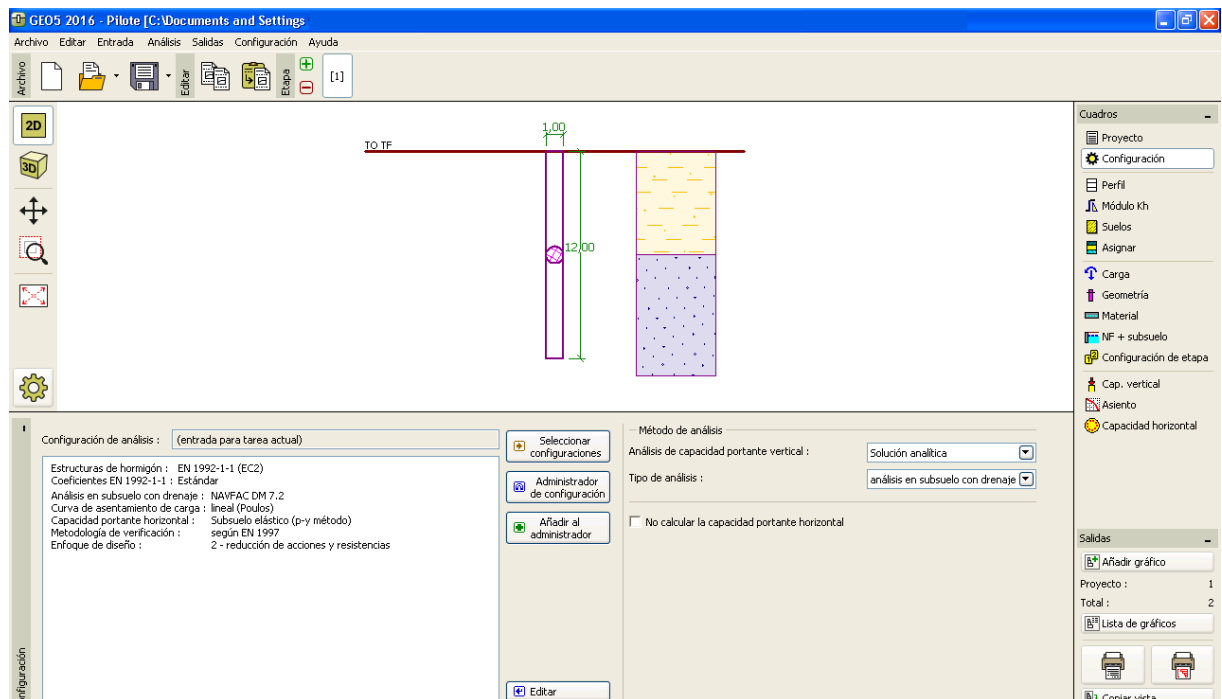 GEO5 2016 - Pilote [C:\Documents and Settings
Archivo Editar Entrada Análisis Salidas Configuración Ayuda
Archivo
Editar
Etapa
[1]
2D
3D
TO TF
1,00
12,00
Cuadros
Proyecto
Configuración
Perfil
Módulo Kh
Suelos
Asignar
Carga
Geometría
Material
NF + subsuelo
Configuración de etapa
Cap. vertical
Asiento
Capacidad horizontal
Configuración de análisis : (entrada para tarea actual)
Estructuras de hormigón : EN 1992-1-1 (EC2)
Coeficientes EN 1992-1-1 : Estándar
Análisis en subsuelo con drenaje : NAVFAC DM 7.2
Curva de asentamiento de carga : lineal (Poulos)
Capacidad portante horizontal : Subsuelo elástico (p-y método)
Metodología de verificación : según EN 1997
Enfoque de diseño : 2 - reducción de acciones y resistencias
Seleccionar
configuraciones
Administrador
de configuración
Añadir al
administrador
Editar
Método de análisis
Análisis de capacidad portante vertical : Solución analítica
Tipo de análisis : análisis en subsuelo con drenaje
No calcular la capacidad portante horizontal
Salidas
Añadir gráfico
Proyecto : 1
Total : 2
Lista de gráficos
Copiar vista
nfiguración